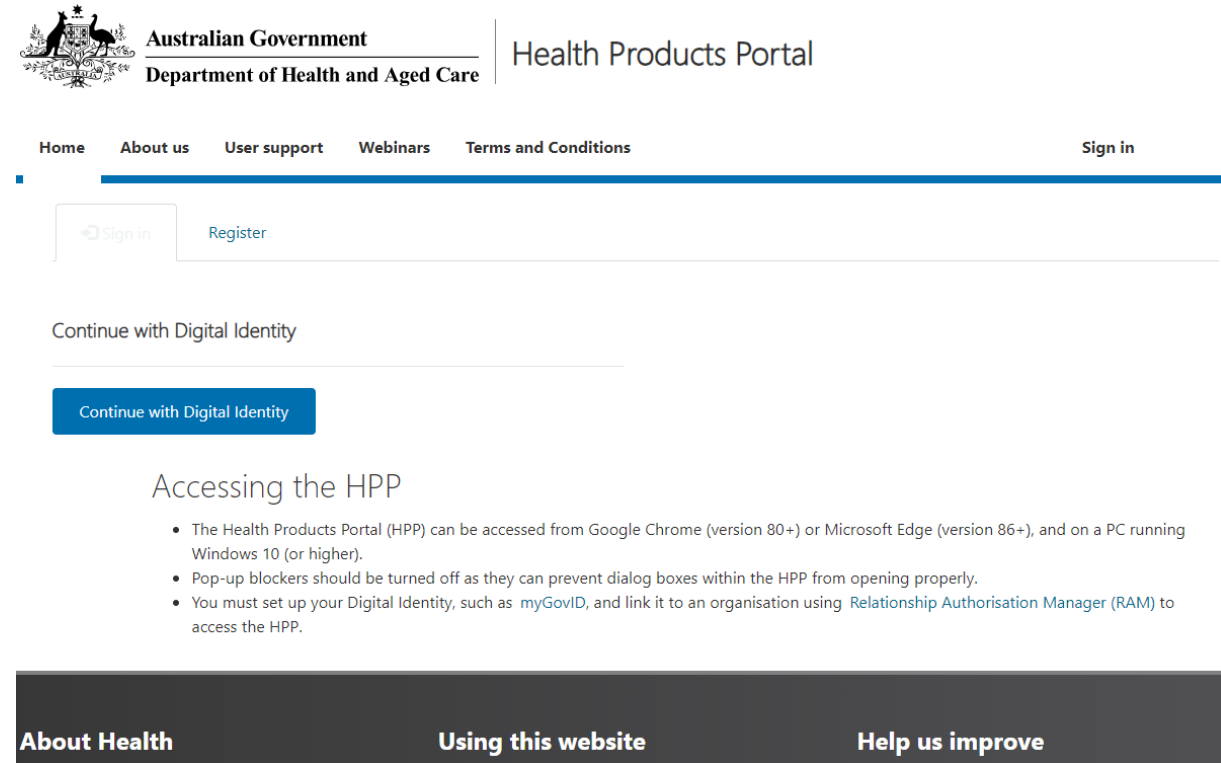 Australian Government
Department of Health and Aged Care
Health Products Portal
AUSTRALIA
Home About us User support Webinars Terms and Conditions Sign in
Sign in Register
Continue with Digital Identity
Continue with Digital Identity
Accessing the HPP
• The Health Products Portal (HPP) can be accessed from Google Chrome (version 80+) or Microsoft Edge (version 86+), and on a PC running
Windows 10 (or higher).
• Pop-up blockers should be turned off as they can prevent dialog boxes within the HPP from opening properly.
• You must set up your Digital Identity, such as myGovID, and link it to an organisation using Relationship Authorisation Manager (RAM) to
access the HPP.
About Health Using this website Help us improve